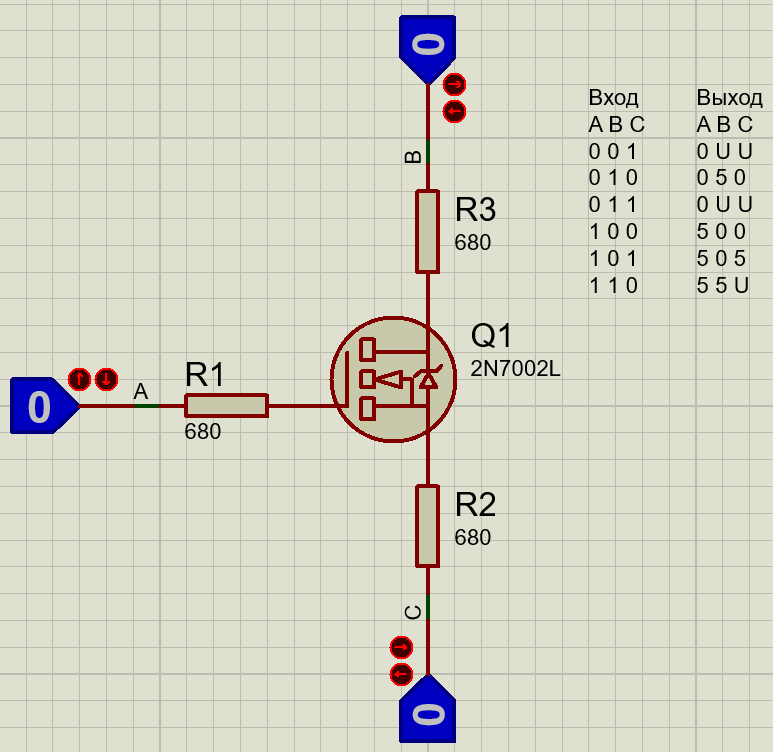 0
Вход Выход
A B C A B C
0 0 1 0 U U
0 1 0 0 5 0
0 1 1 0 U U
1 0 0 5 0 0
1 0 1 5 0 5
1 1 0 5 5 U
B
R3
680
Q1
2N7002L
R1
A
0
680
R2
680
C
0